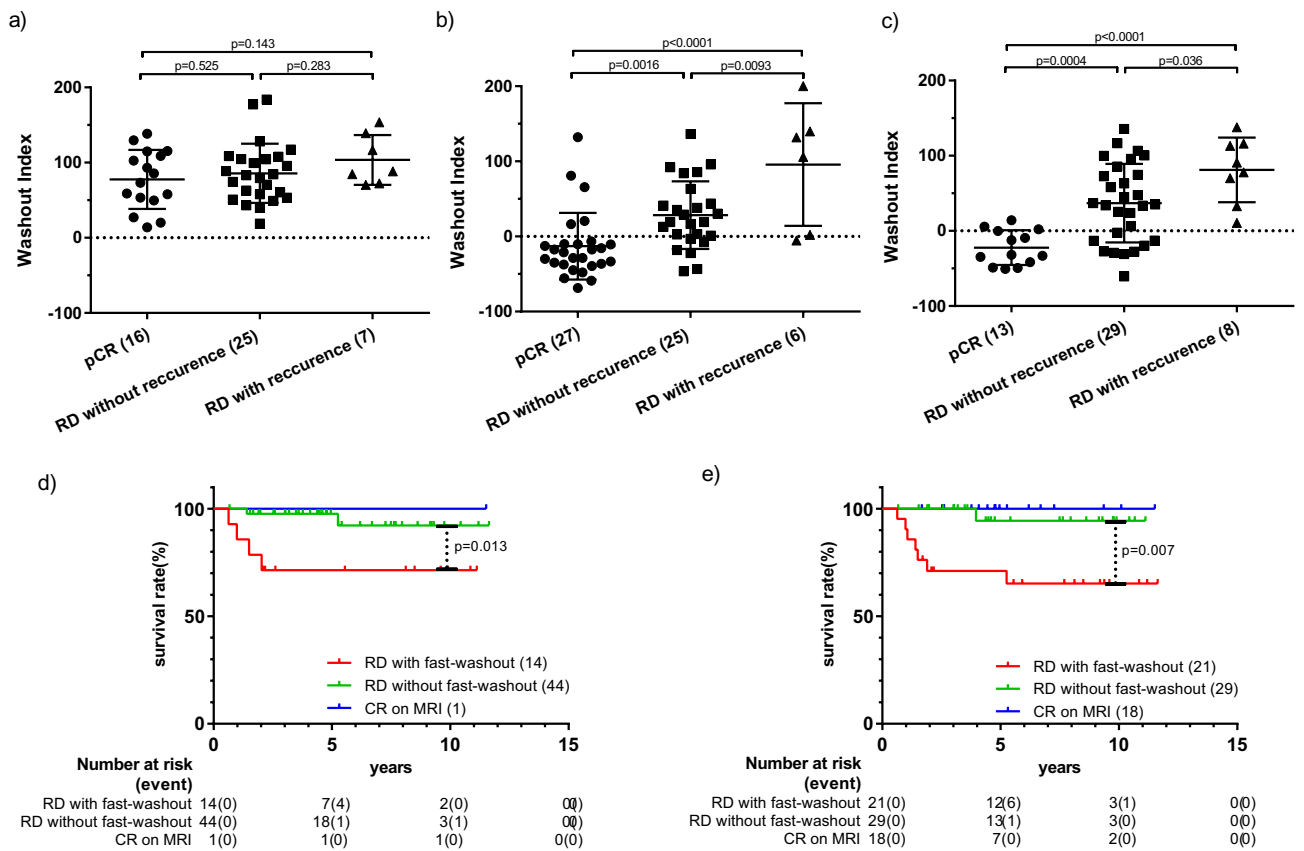 a)
p=0.143
p=0.525
p=0.283
200
100
0
-100
Washout Index
pCR (16)
RD without reccurence (25)
RD with reccurence (7)
b)
p<0.0001
p=0.0016
p=0.0093
200
100
0
-100
Washout Index
pCR (27)
RD without reccurence (25)
RD with reccurence (6)
c)
p<0.0001
p=0.0004
p=0.036
200
100
0
-100
Washout Index
pCR (13)
RD without reccurence (29)
RD with reccurence (8)
d)
100
50
0
survival rate(%)
p=0.013
RD with fast-washout (14)
RD without fast-washout (44)
CR on MRI (1)
0 5 10 15
years
Number at risk
(event)
RD with fast-washout 14(0) 7(4) 2(0) 0(0)
RD without fast-washout 44(0) 18(1) 3(1) 0(0)
CR on MRI 1(0) 1(0) 1(0) 0(0)
e)
100
50
0
survival rate(%)
p=0.007
RD with fast-washout (21)
RD without fast-washout (29)
CR on MRI (18)
0 5 10 15
years
Number at risk
(event)
RD with fast-washout 21(0) 12(6) 3(1) 0(0)
RD without fast-washout 29(0) 13(1) 3(0) 0(0)
CR on MRI 18(0) 7(0) 2(0) 0(0)